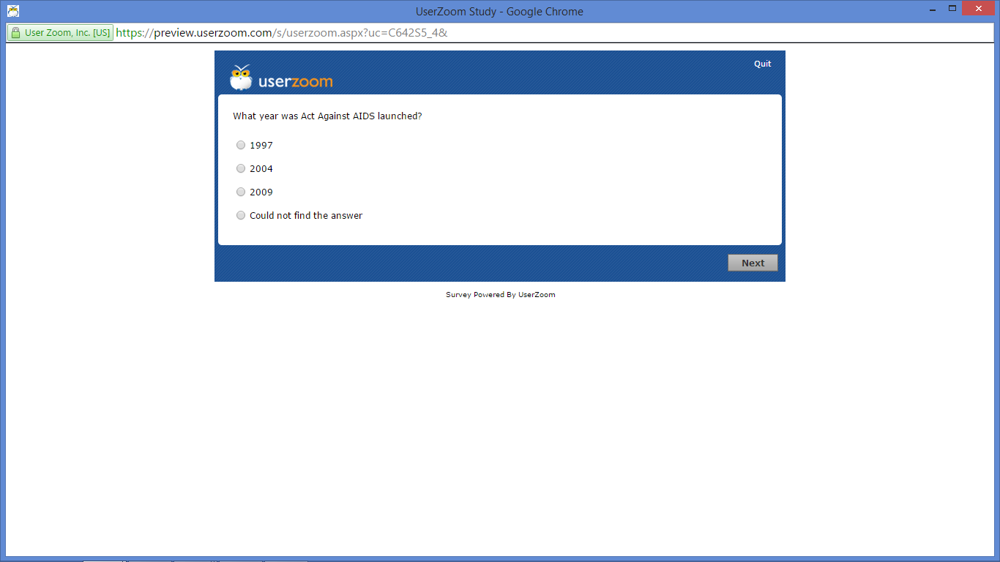 UserZoom Study - Google Chrome
User Zoom, Inc. [US] https://preview.userzoom.com/s/userzoom.aspx?uc=C642S5_4&
Quit
userzoom
What year was Act Against AIDS launched?
1997
2004
2009
Could not find the answer
Next
Survey Powered By UserZoom